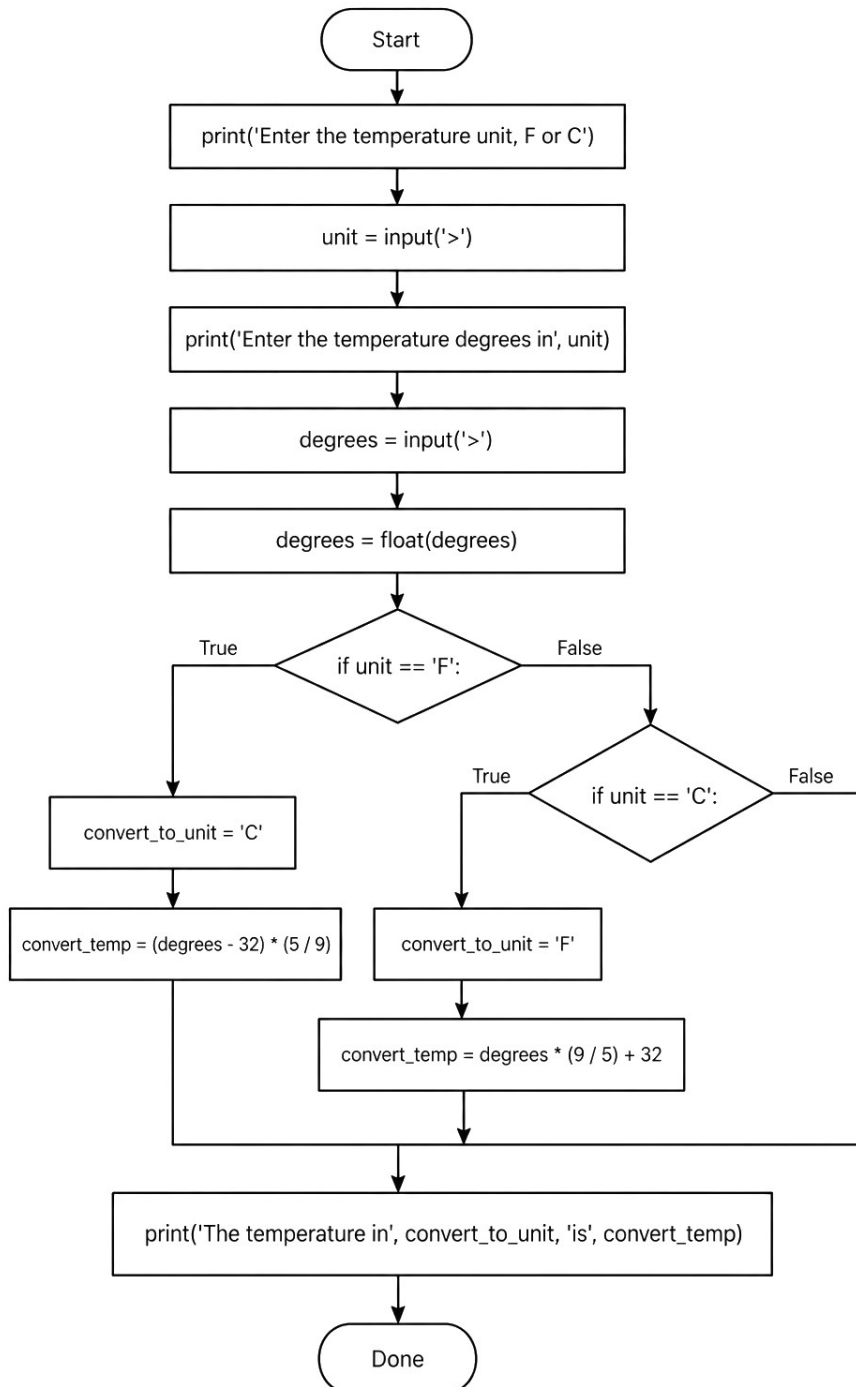 Start
print('Enter the temperature unit, F or C')
unit = input('>')
print('Enter the temperature degrees in', unit)
degrees = input('>')
degrees = float(degrees)
True
if unit == 'F':
False
convert_to_unit = 'C'
convert_temp = (degrees - 32) * (5 / 9)
True
if unit == 'C':
False
convert_to_unit = 'F'
convert_temp = degrees * (9 / 5) + 32
print('The temperature in', convert_to_unit, 'is', convert_temp)
Done